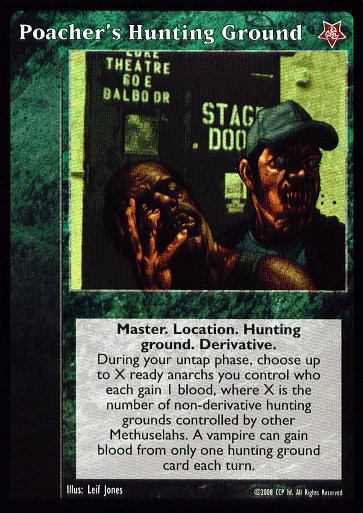 Poacher's Hunting Ground
THEATRE
60 E
BALBO DR
STAGE
DOO
Master. Location. Hunting
ground. Derivative.
During your untap phase, choose up
to X ready anarchs you control who
each gain 1 blood, where X is the
number of non-derivative hunting
grounds controlled by other
Methuselahs. A vampire can gain
blood from only one hunting ground
card each turn.
Illus: Leif Jones
©2008 CCP hf. All Rights Reserved